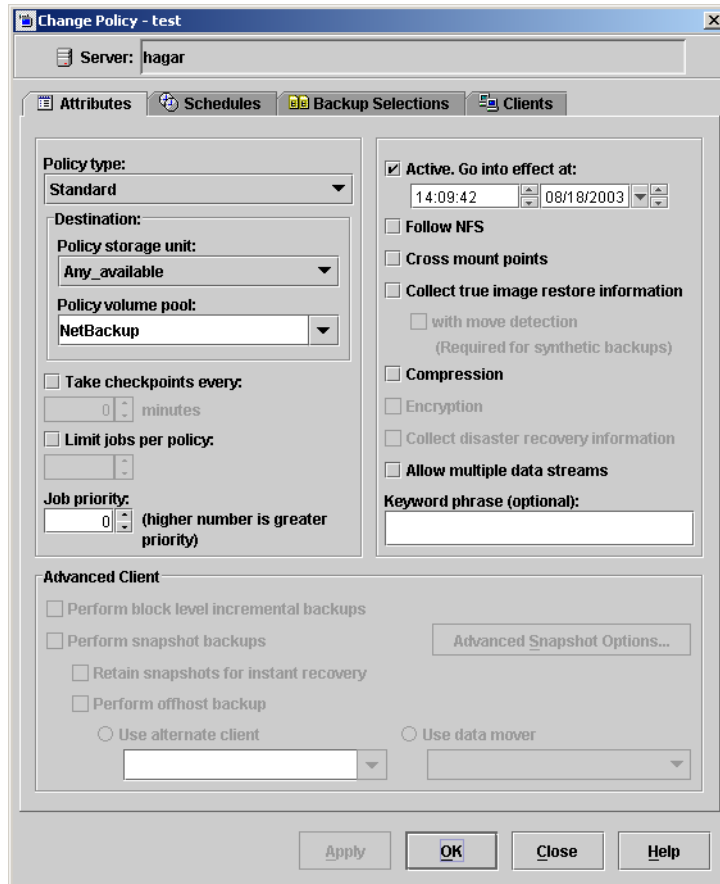 Change Policy - test
Server: hagar
Attributes
Schedules
Backup Selections
Clients
Policy type:
Standard
Destination:
Policy storage unit:
Any_available
Policy volume pool:
NetBackup
Take checkpoints every:
0 minutes
Limit jobs per policy:
Job priority:
0 (higher number is greater
priority)
Active. Go into effect at:
14:09:42 08/18/2003
Follow NFS
Cross mount points
Collect true image restore information
with move detection
(Required for synthetic backups)
Compression
Encryption
Collect disaster recovery information
Allow multiple data streams
Keyword phrase (optional):
Advanced Client
Perform block level incremental backups
Perform snapshot backups
Advanced Snapshot Options...
Retain snapshots for instant recovery
Perform offhost backup
Use alternate client
Use data mover
Apply
OK
Close
Help